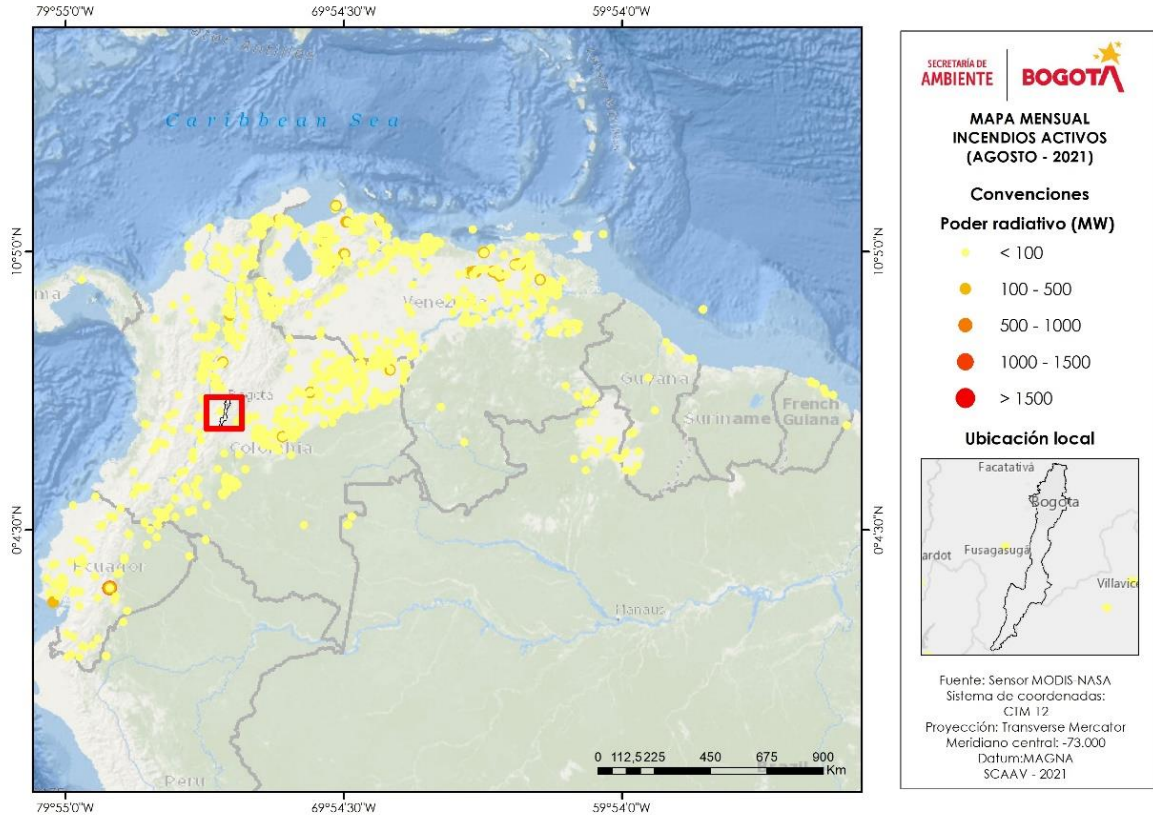 79°55'0"W 69°54'30"W 59°54'0"W
Caribbean Sea
10°5'0"N 10°5'0"N
Venezuela
Guyana
Suriname
French
Guiana
Bogotá
Colombia
0°4'30"N 0°4'30"N
Ecuador
Manaus
Peru
0 112,5 225 450 675 900
Km
79°55'0"W 69°54'30"W 59°54'0"W
SECRETARÍA DE
AMBIENTE
BOGOTÁ
MAPA MENSUAL
INCENDIOS ACTIVOS
(AGOSTO - 2021)
Convenciones
Poder radiativo (MW)
< 100
100 - 500
500 - 1000
1000 - 1500
> 1500
Ubicación local
Facatativá
Bogota
ardot
Fusagasugá
Villavice
Fuente: Sensor MODIS-NASA
Sistema de coordenadas:
CTM 12
Proyección: Transverse Mercator
Meridiano central: -73.000
Datum:MAGNA
SCAAV - 2021